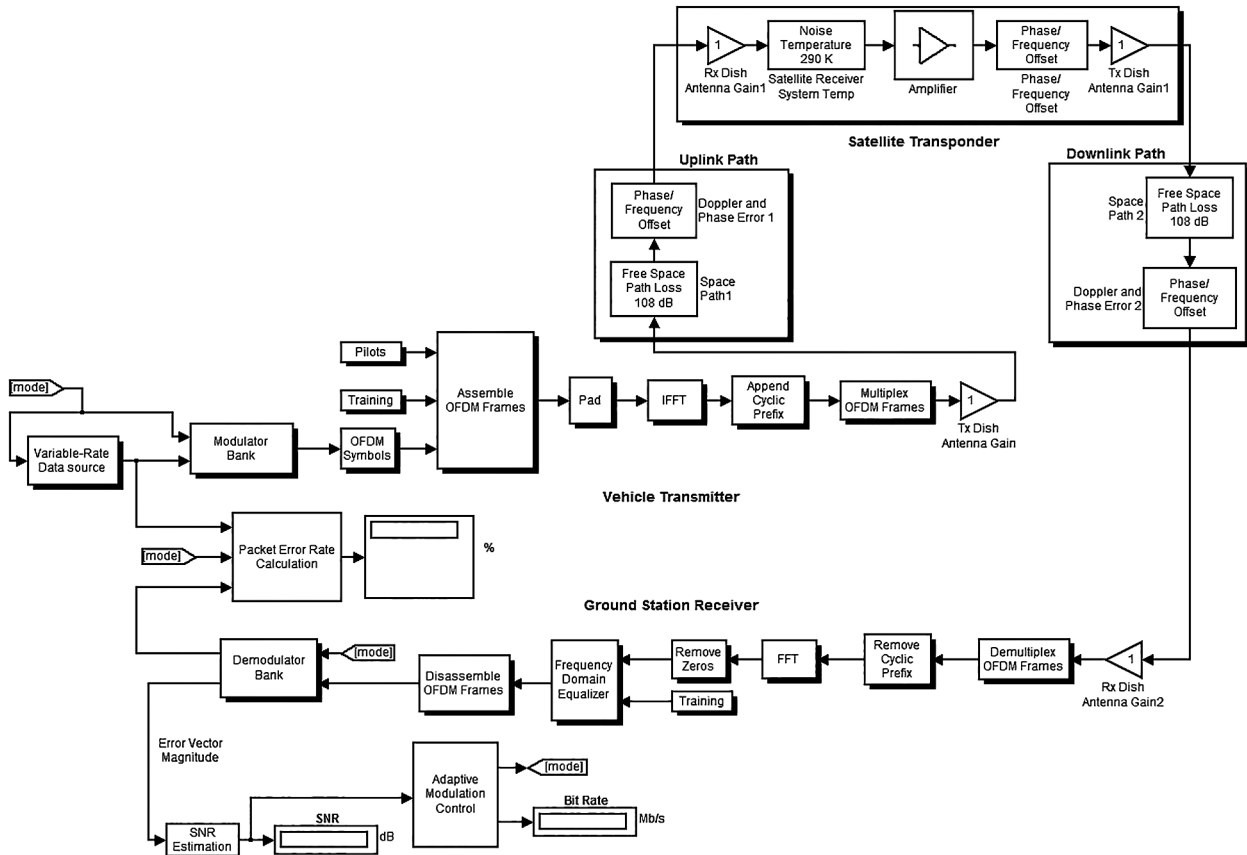 1
Rx Dish
Antenna Gain1
Noise
Temperature
290 K
Satellite Receiver
System Temp
Amplifier
Phase/
Frequency
Offset
Phase/
Frequency
Offset
1
Tx Dish
Antenna Gain1
Satellite Transponder
Uplink Path
Phase/
Frequency
Offset
Doppler and
Phase Error 1
Free Space
Path Loss
108 dB
Space
Path1
Downlink Path
Space
Path 2
Free Space
Path Loss
108 dB
Doppler and
Phase Error 2
Phase/
Frequency
Offset
[mode]
Variable-Rate
Data source
Modulator
Bank
Pilots
Training
OFDM
Symbols
Assemble
OFDM Frames
Pad
IFFT
Append
Cyclic
Prefix
Multiplex
OFDM Frames
1
Tx Dish
Antenna Gain
Vehicle Transmitter
[mode]
Packet Error Rate
Calculation
%
Ground Station Receiver
Demodulator
Bank
[mode]
Disassemble
OFDM Frames
Frequency
Domain
Equalizer
Remove
Zeros
Training
FFT
Remove
Cyclic
Prefix
Demultiplex
OFDM Frames
1
Rx Dish
Antenna Gain2
Error Vector
Magnitude
SNR
Estimation
SNR
dB
Adaptive
Modulation
Control
[mode]
Bit Rate
Mb/s